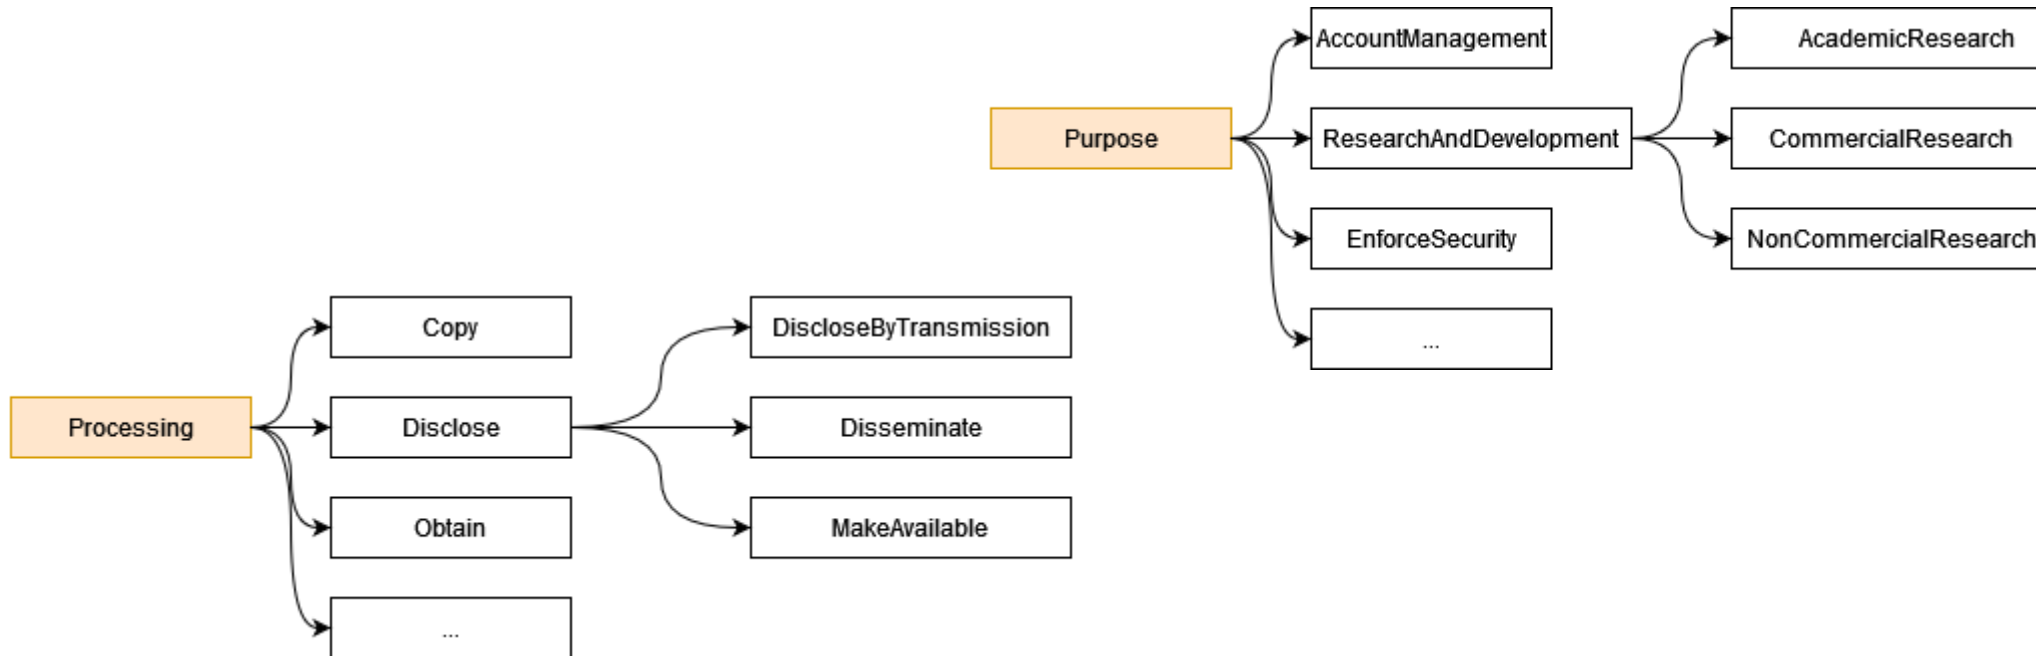 AccountManagement
AcademicResearch
Purpose
ResearchAndDevelopment
CommercialResearch
EnforceSecurity
NonCommercialResearch
...
Copy
DiscloseByTransmission
Processing
Disclose
Disseminate
Obtain
MakeAvailable
...